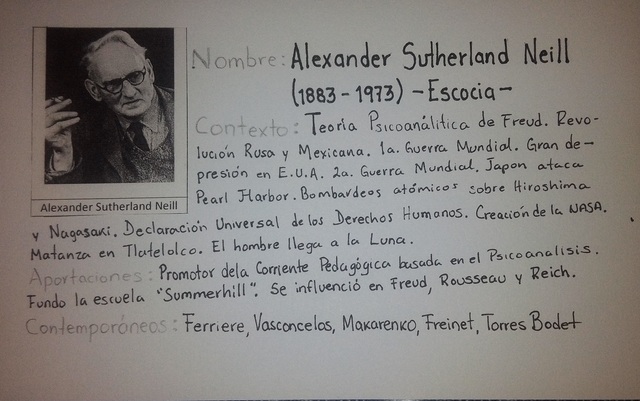 Nombre: Alexander Sutherland Neill
(1883-1973) -Escocia-
Contexto: Teoría Psicoanálitica de Freud. Revo-
lución Rusa y Mexicana. 1a. Guerra Mundial. Gran de-
presión en E.U.A. 2a. Guerra Mundial. Japon ataca
Pearl Harbor. Bombardeos atómicos sobre Hiroshima
Alexander Sutherland Neill
y Nagasaki. Declaración Universal de los Derechos Humanos. Creación de la NASA.
Matanza en Tlatelolco. El hombre llega a la Luna.
Aportaciones: Promotor dela Corriente Pedagógica basada en el Psicoanalisis.
Fundo la escuela "Summerhill". Se influenció en Freud, Rousseau y Reich.
Contemporáneos: Ferriere, Vasconcelos, Makarenko, Freinet, Torres Bodet